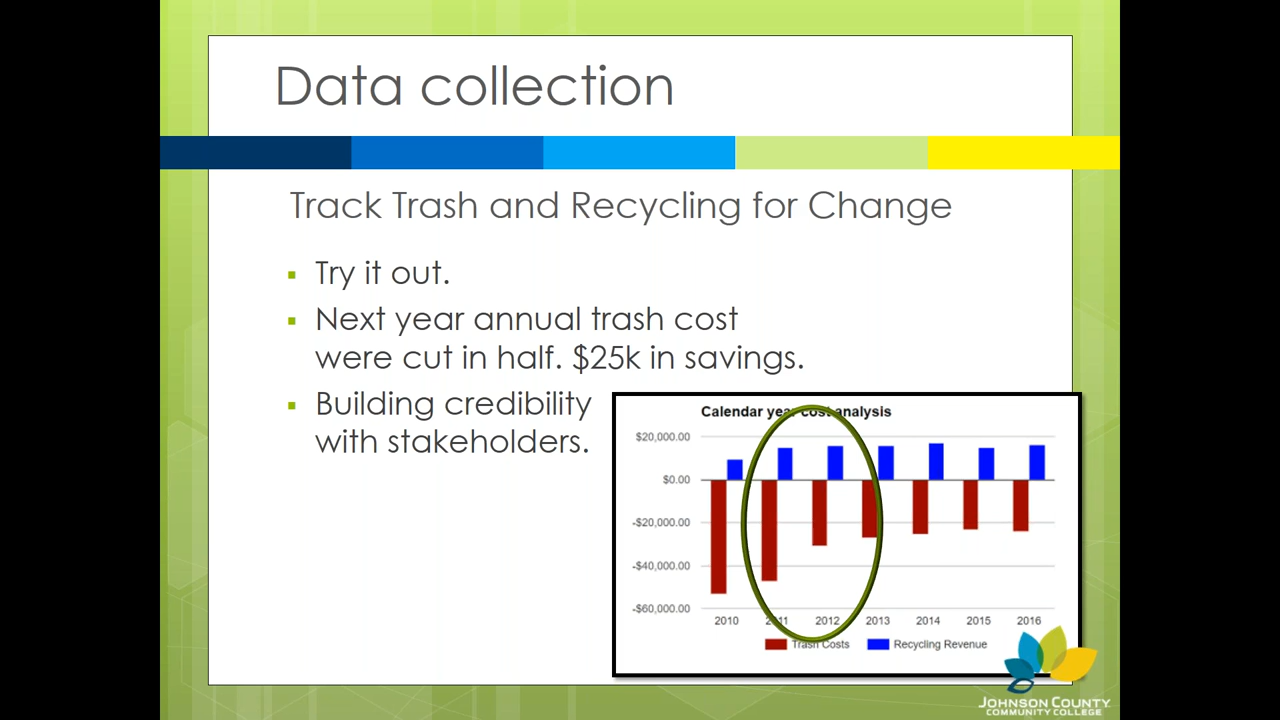 Data collection
Track Trash and Recycling for Change
Try it out.
Next year annual trash cost
were cut in half. $25k in savings.
Building credibility
with stakeholders.
Calendar year cost analysis
$20,000.00
$0.00
-$20,000.00
-$40,000.00
-$60,000.00
2010 2011 2012 2013 2014 2015 2016
Trash Costs Recycling Revenue
JOHNSON COUNTY
COMMUNITY COLLEGE